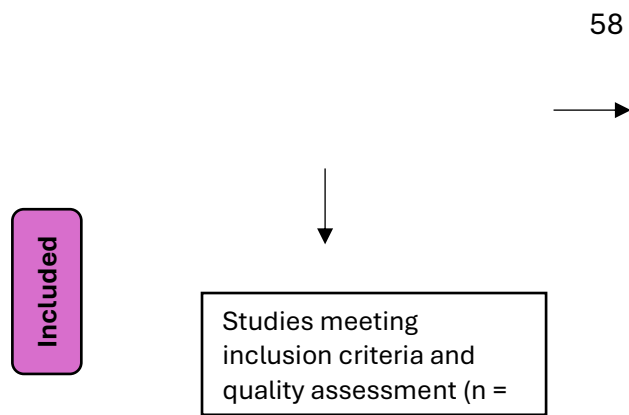 58
Included
Studies meeting
inclusion criteria and
quality assessment (n =